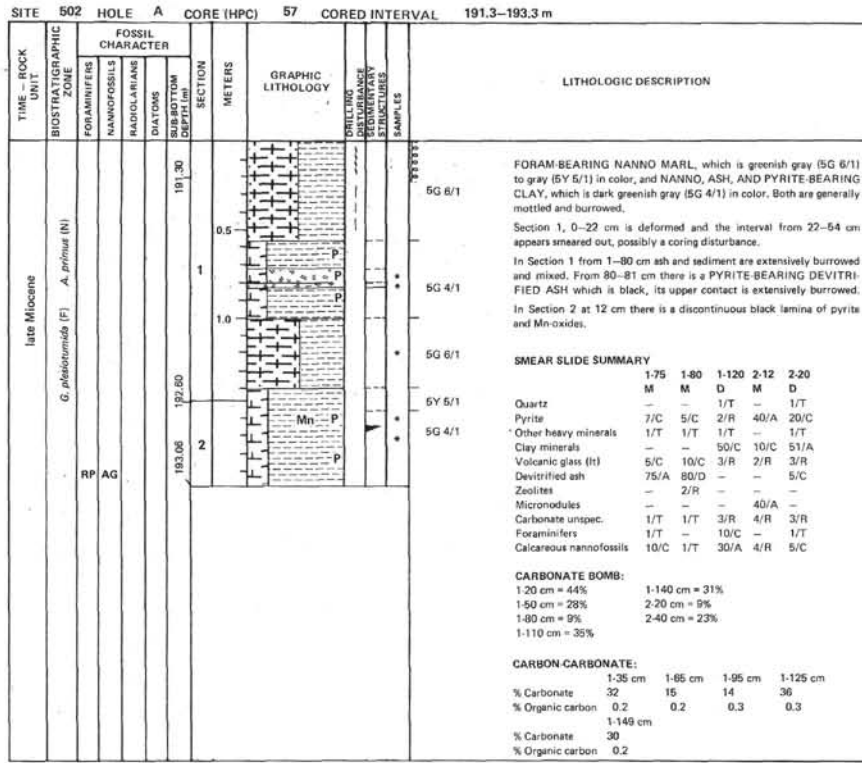 SITE 502 HOLE A CORE (HPC) 57 CORED INTERVAL 191.3–193.3 m
TIME – ROCK UNIT
BIOSTRATIGRAPHIC ZONE
FOSSIL CHARACTER
FORAMINIFERS
NANNOFOSSILS
RADIOLARIANS
DIATOMS
SUB-BOTTOM DEPTH (m)
SECTION
METERS
GRAPHIC LITHOLOGY
DRILLING DISTURBANCE
SEDIMENTARY STRUCTURES
SAMPLES
LITHOLOGIC DESCRIPTION
late Miocene
G. plesiotumida (F) A. primus (N)
RP AG
191.30
192.60
193.06
1
2
0.5
1.0
P
P
P
Mn P
P
*
*
*
*
*
5G 6/1
5G 4/1
5G 6/1
5Y 5/1
5G 4/1
FORAM-BEARING NANNO MARL, which is greenish gray (5G 6/1)
to gray (5Y 5/1) in color, and NANNO, ASH, AND PYRITE-BEARING
CLAY, which is dark greenish gray (5G 4/1) in color. Both are generally
mottled and burrowed.
Section 1, 0–22 cm is deformed and the interval from 22–54 cm
appears smeared out, possibly a coring disturbance.
In Section 1 from 1–80 cm ash and sediment are extensively burrowed
and mixed. From 80–81 cm there is a PYRITE-BEARING DEVITRI-
FIED ASH which is black, its upper contact is extensively burrowed.
In Section 2 at 12 cm there is a discontinuous black lamina of pyrite
and Mn-oxides.
SMEAR SLIDE SUMMARY
1-75 1-80 1-120 2-12 2-20
M M D M D
Quartz – – 1/T – 1/T
Pyrite 7/C 5/C 2/R 40/A 20/C
Other heavy minerals 1/T 1/T 1/T – 1/T
Clay minerals – – 50/C 10/C 51/A
Volcanic glass (lt) 5/C 10/C 3/R 2/R 3/R
Devitrified ash 75/A 80/D – – 5/C
Zeolites – 2/R – – –
Micronodules – – – 40/A –
Carbonate unspec. 1/T 1/T 3/R 4/R 3/R
Foraminifers 1/T – 10/C – 1/T
Calcareous nannofossils 10/C 1/T 30/A 4/R 5/C
CARBONATE BOMB:
1-20 cm = 44% 1-140 cm = 31%
1-50 cm = 28% 2-20 cm = 9%
1-80 cm = 9% 2-40 cm = 23%
1-110 cm = 35%
CARBON-CARBONATE:
1-35 cm 1-65 cm 1-95 cm 1-125 cm
% Carbonate 32 15 14 36
% Organic carbon 0.2 0.2 0.3 0.3
1-149 cm
% Carbonate 30
% Organic carbon 0.2